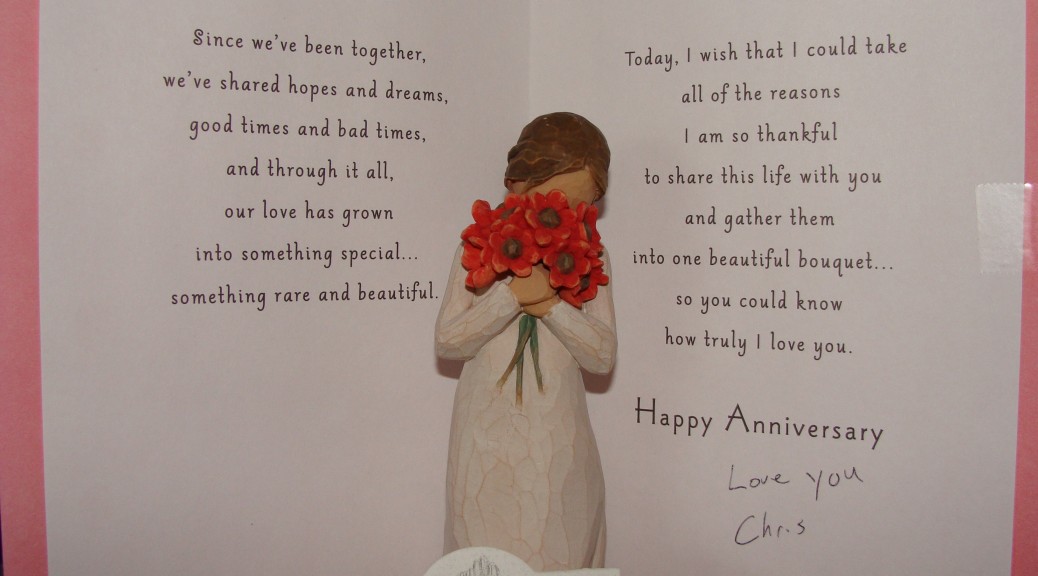 Since we've been together,
we've shared hopes and dreams,
good times and bad times,
and through it all,
our love has grown
into something special...
something rare and beautiful.
Today, I wish that I could take
all of the reasons
I am so thankful
to share this life with you
and gather them
into one beautiful bouquet...
so you could know
how truly I love you.
Happy Anniversary
Love you
Chris